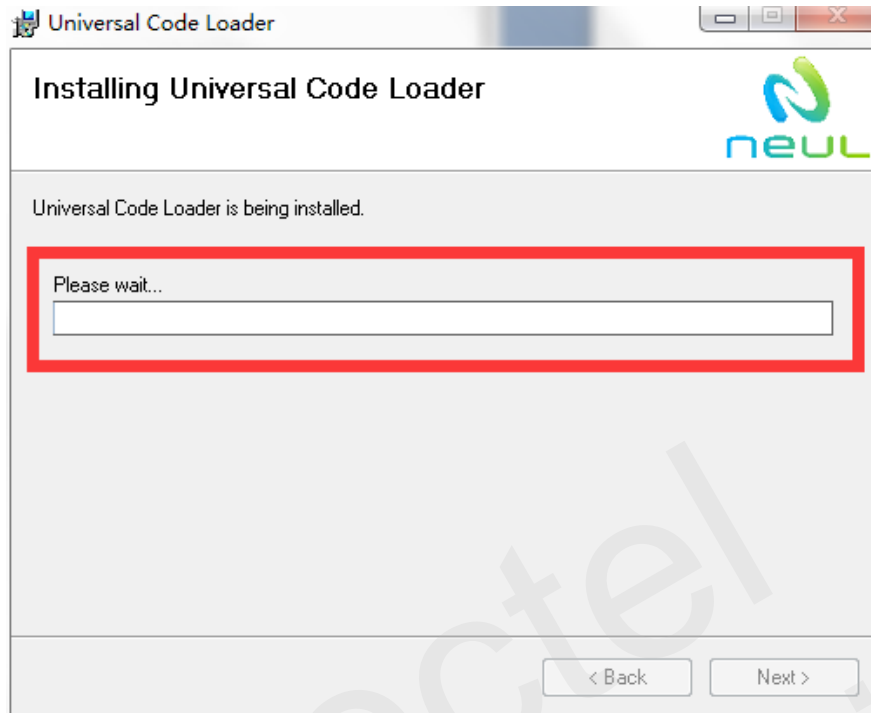 Universal Code Loader
Installing Universal Code Loader
neuL
Universal Code Loader is being installed.
Please wait...
< Back
Next >